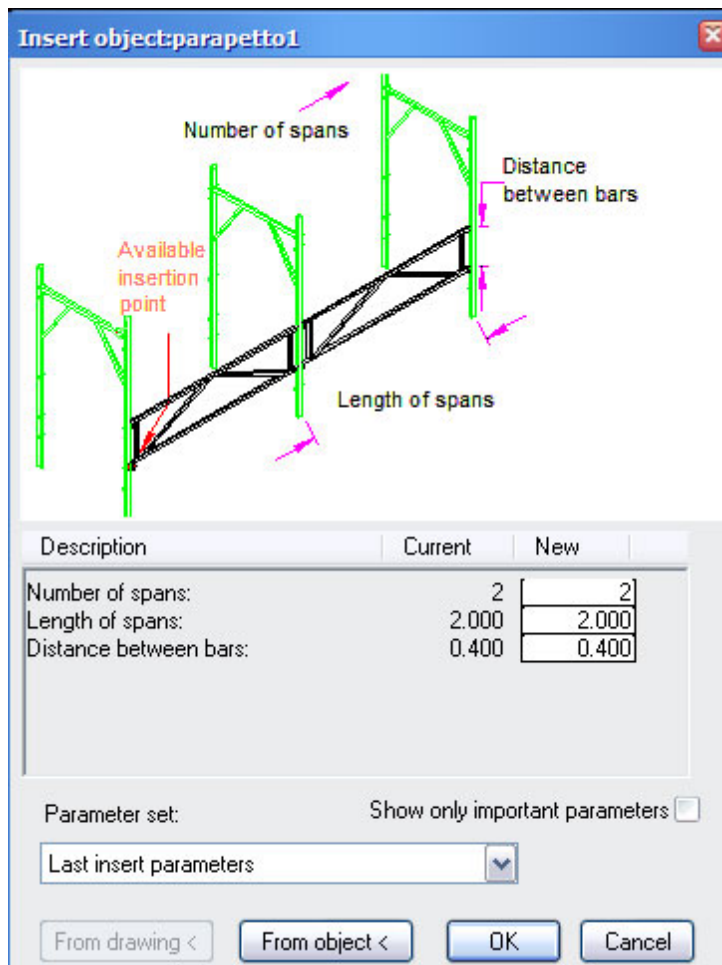 Insert object:parapetto1
Number of spans
Distance
between bars
Available
insertion
point
Length of spans
Description Current New
Number of spans: 2 2
Length of spans: 2.000 2.000
Distance between bars: 0.400 0.400
Parameter set: Show only important parameters
Last insert parameters
From drawing < From object < OK Cancel